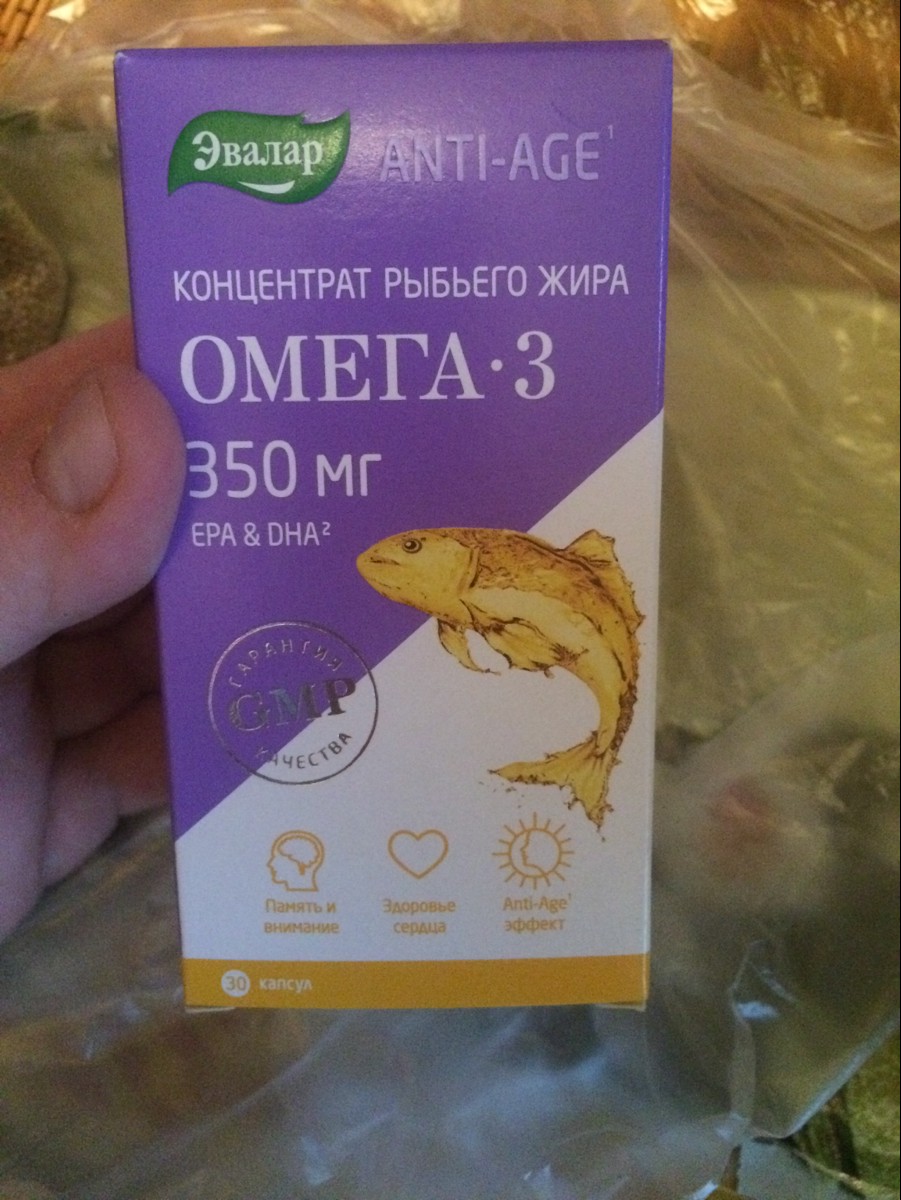 Эвалар
ANTI-AGE¹
КОНЦЕНТРАТ РЫБЬЕГО ЖИРА
ОМЕГА·3
350 мг
EPA & DHA²
ГАРАНТИЯ
GMP
КАЧЕСТВА
Память и
внимание
Здоровье
сердца
Anti-Age¹
эффект
30 капсул